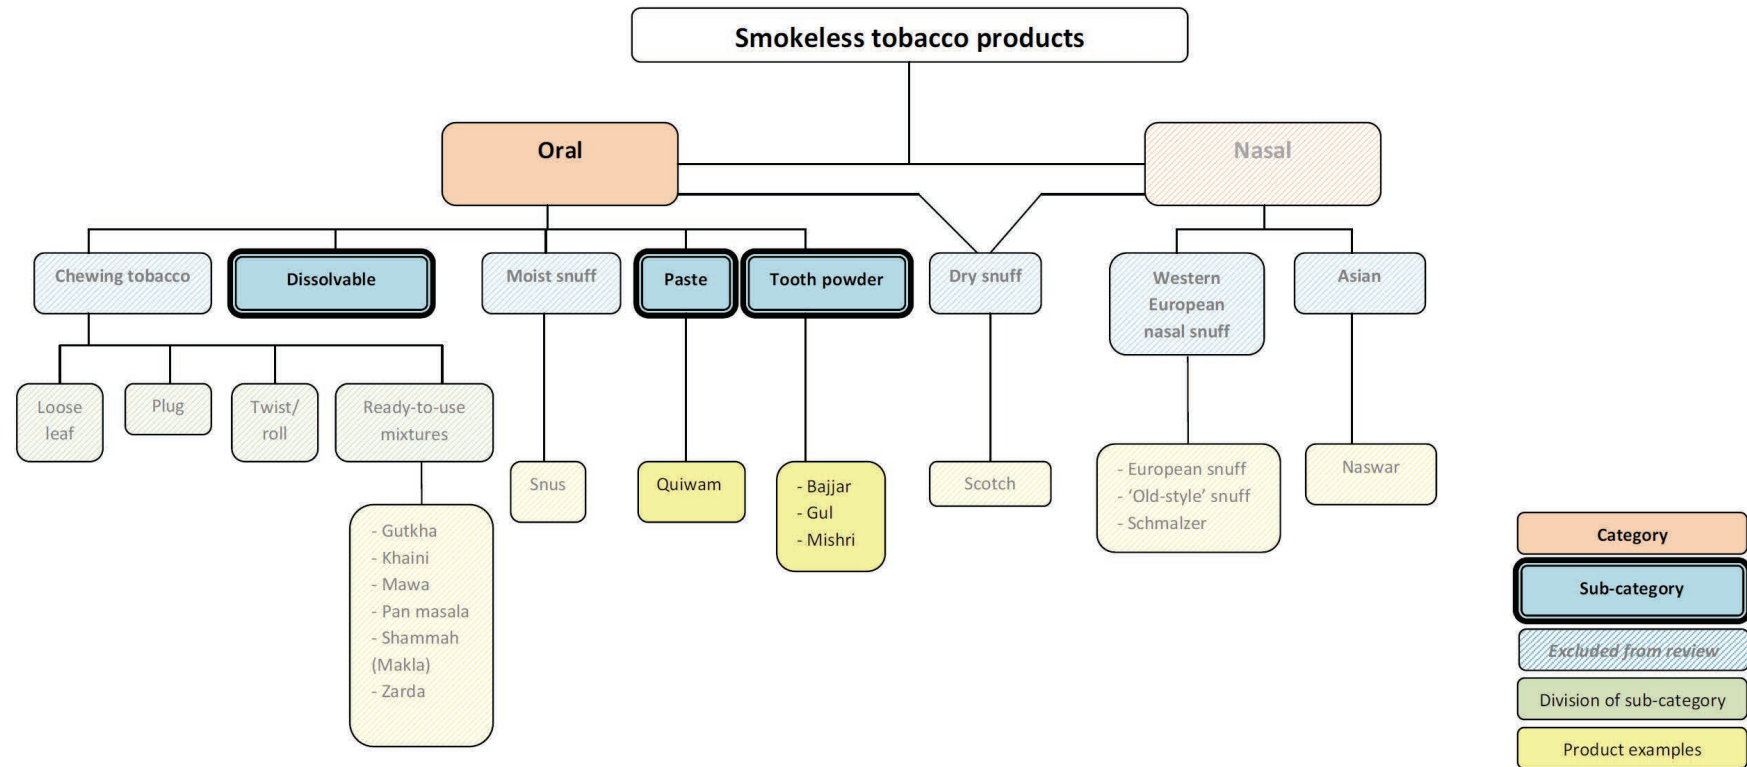 Smokeless tobacco products
Oral
Nasal
Chewing tobacco
Dissolvable
Moist snuff
Paste
Tooth powder
Dry snuff
Western
European
nasal snuff
Asian
Loose
leaf
Plug
Twist/
roll
Ready-to-use
mixtures
Snus
Quiwam
- Bajjar
- Gul
- Mishri
Scotch
- European snuff
- ‘Old-style’ snuff
- Schmalzer
Naswar
- Gutkha
- Khaini
- Mawa
- Pan masala
- Shammah
(Makla)
- Zarda
Category
Sub-category
Excluded from review
Division of sub-category
Product examples